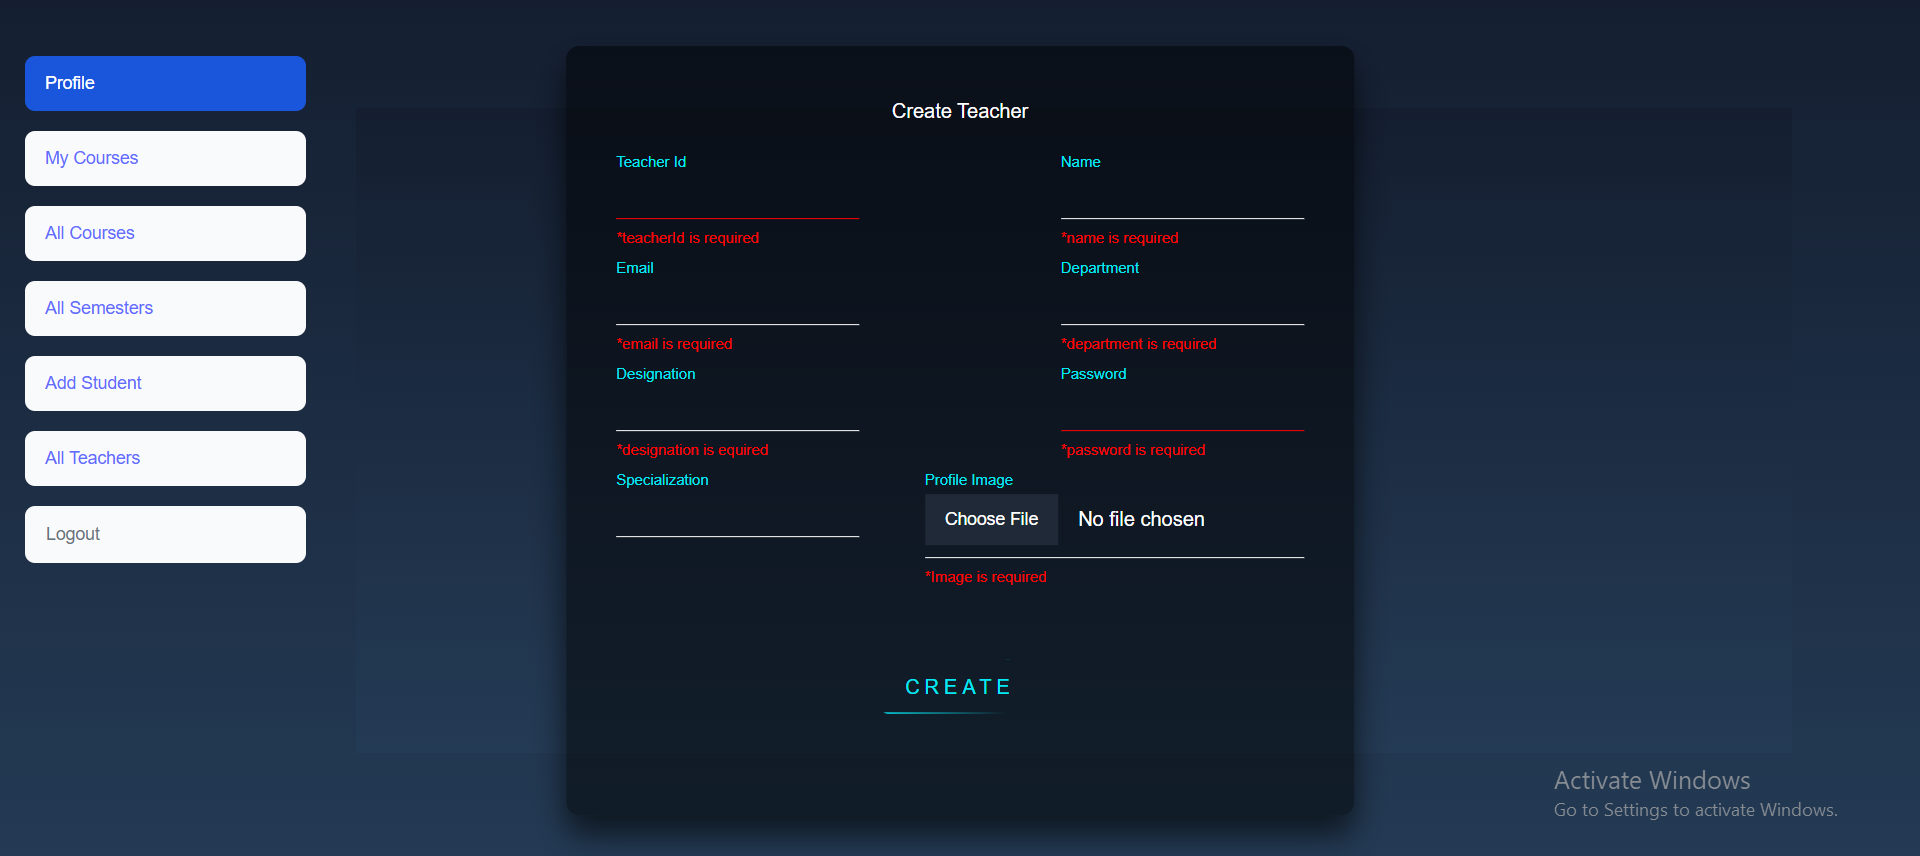 Profile
My Courses
All Courses
All Semesters
Add Student
All Teachers
Logout
Create Teacher
Teacher Id
Name
*teacherId is required
*name is required
Email
Department
*email is required
*department is required
Designation
Password
*designation is equired
*password is required
Specialization
Profile Image
Choose File No file chosen
*Image is required
CREATE
Activate Windows
Go to Settings to activate Windows.